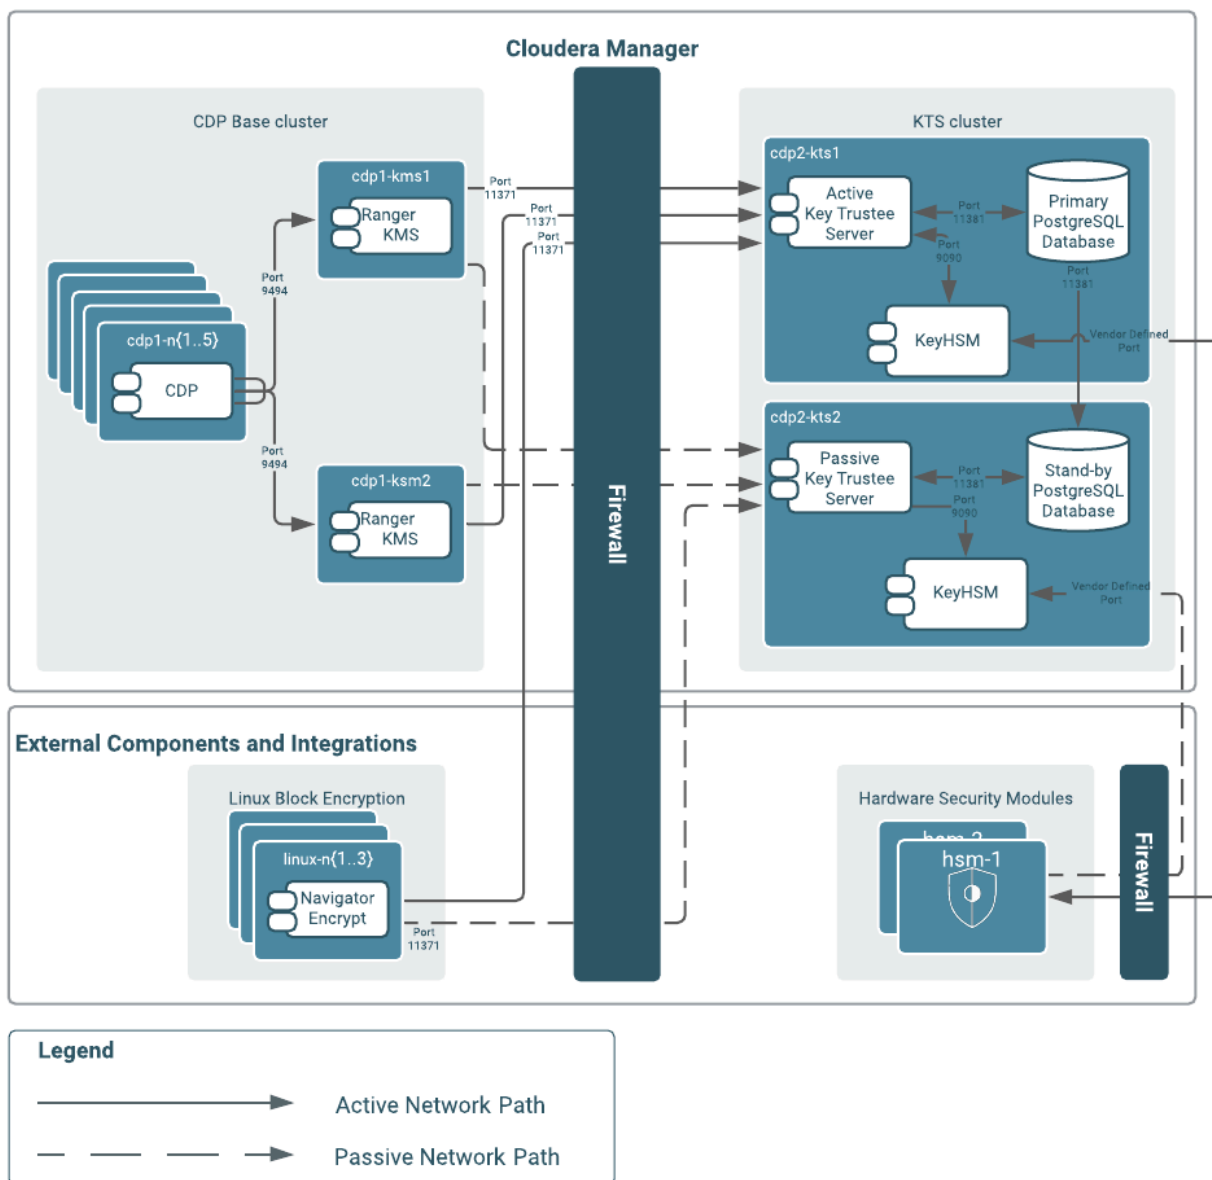 Cloudera Manager
CDP Base cluster
KTS cluster
cdp1-kms1
Ranger
KMS
Port
11371
Port
11371
Port
11371
cdp2-kts1
Active
Key Trustee
Server
Port
11381
Primary
PostgreSQL
Database
Port
9090
Port
11381
Port
9494
KeyHSM
Vendor Defined
Port
cdp1-n{1..5}
CDP
Port
9494
cdp1-ksm2
Ranger
KMS
Firewall
cdp2-kts2
Passive
Key Trustee
Server
Port
11381
Port
9090
Stand-by
PostgreSQL
Database
KeyHSM
Vendor Defined
Port
External Components and Integrations
Linux Block Encryption
linux-n{1..3}
Navigator
Encrypt
Port
11371
Hardware Security Modules
hsm-2
hsm-1
Firewall
Legend
Active Network Path
Passive Network Path